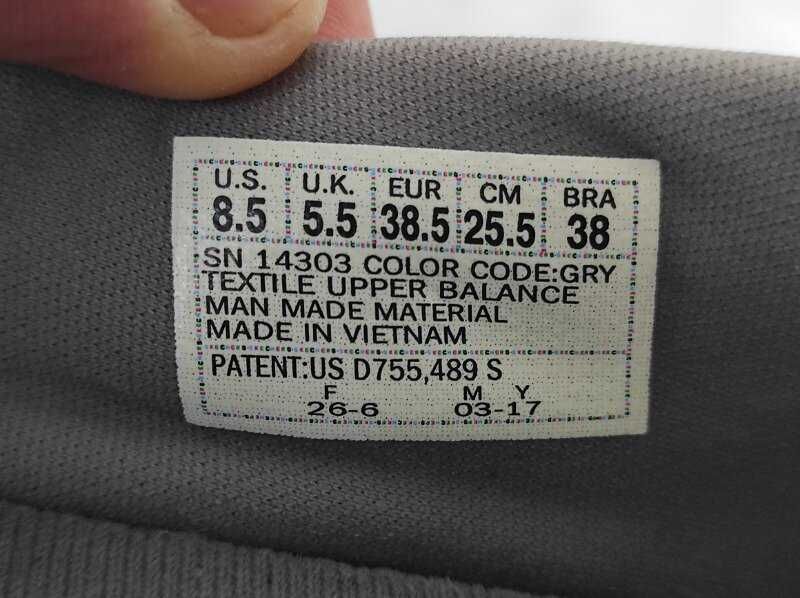 U.S. U.K. EUR CM BRA
8.5 5.5 38.5 25.5 38
SN 14303 COLOR CODE:GRY
TEXTILE UPPER BALANCE
MAN MADE MATERIAL
MADE IN VIETNAM
PATENT:US D755,489 S
F M Y
26-6 03-17